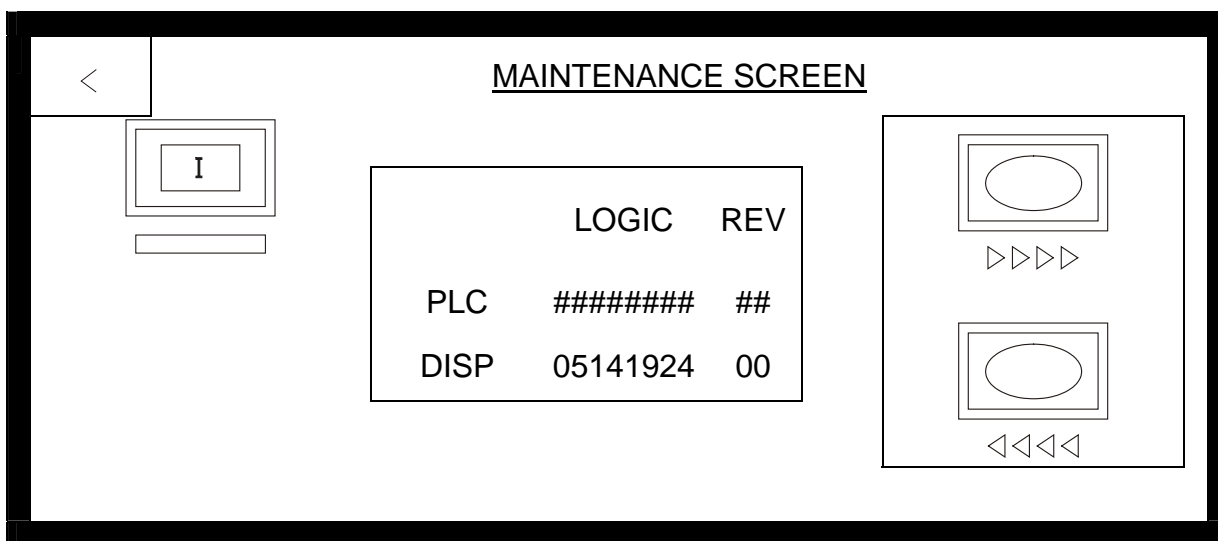 <
MAINTENANCE SCREEN
I
LOGIC REV
PLC ######## ##
DISP 05141924 00